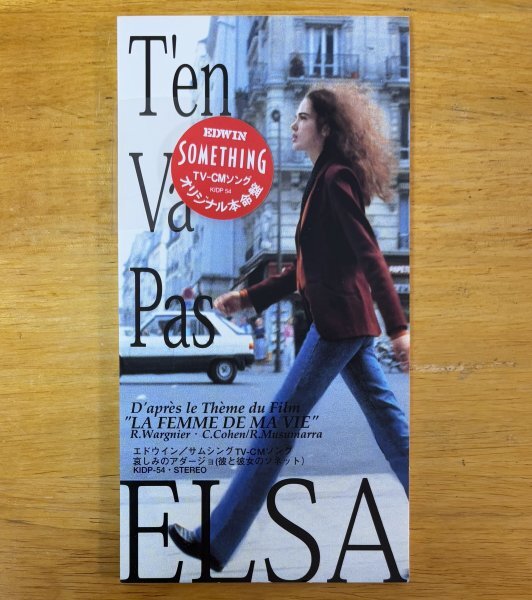 T'en
Va
Pas
EDWIN
SOMETHING
TV-CMソング
KIDP 54
オリジナル本命盤
D'après le Thème du Film
"LA FEMME DE MA VIE"
R.Wargnier・C.Cohen/R.Musumarra
エドウイン/サムシングTV-CMソング
哀しみのアダージョ(彼と彼女のソネット)
KIDP-54・STEREO
ELSA